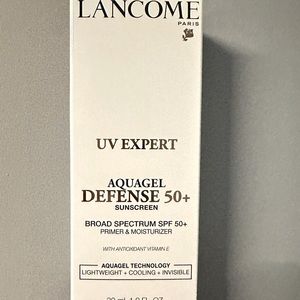 LANCOME
PARIS
UV EXPERT
AQUAGEL
DEFENSE 50+
SUNSCREEN
BROAD SPECTRUM SPF 50+
PRIMER & MOISTURIZER
WITH ANTIOXIDANT VITAMIN E
AQUAGEL TECHNOLOGY
LIGHTWEIGHT + COOLING + INVISIBLE